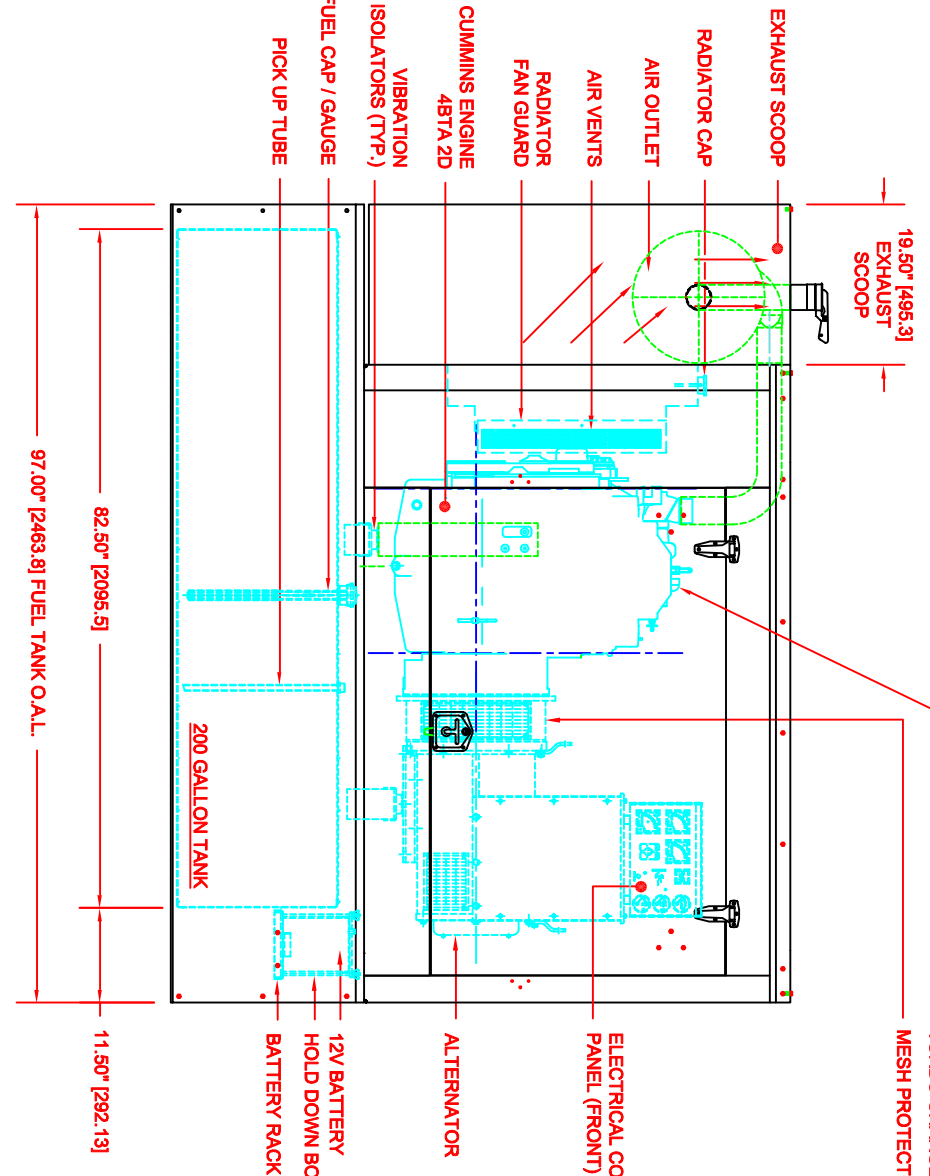 EXHAUST SCOOP
RADIATOR CAP
AIR OUTLET
AIR VENTS
RADIATOR
FAN GUARD
CUMMINS ENGINE
4BTA 2D
VIBRATION
ISOLATORS (TYP.)
FUEL CAP / GAUGE
PICK UP TUBE
19.50" [495.3]
EXHAUST
SCOOP
200 GALLON TANK
82.50" [2095.5]
97.00" [2463.8] FUEL TANK O.A.L.
11.50" [292.13]
MESH PROTECT
ELECTRICAL CO
PANEL (FRONT)
ALTERNATOR
12V BATTERY
HOLD DOWN BO
BATTERY RACK